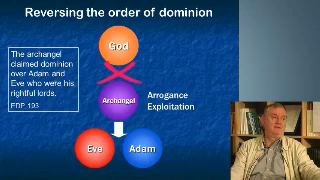 Reversing the order of dominion
God
The archangel
claimed dominion
over Adam and
Eve who were his
rightful lords.
EDP 193
Archangel
Arrogance
Exploitation
Eve
Adam